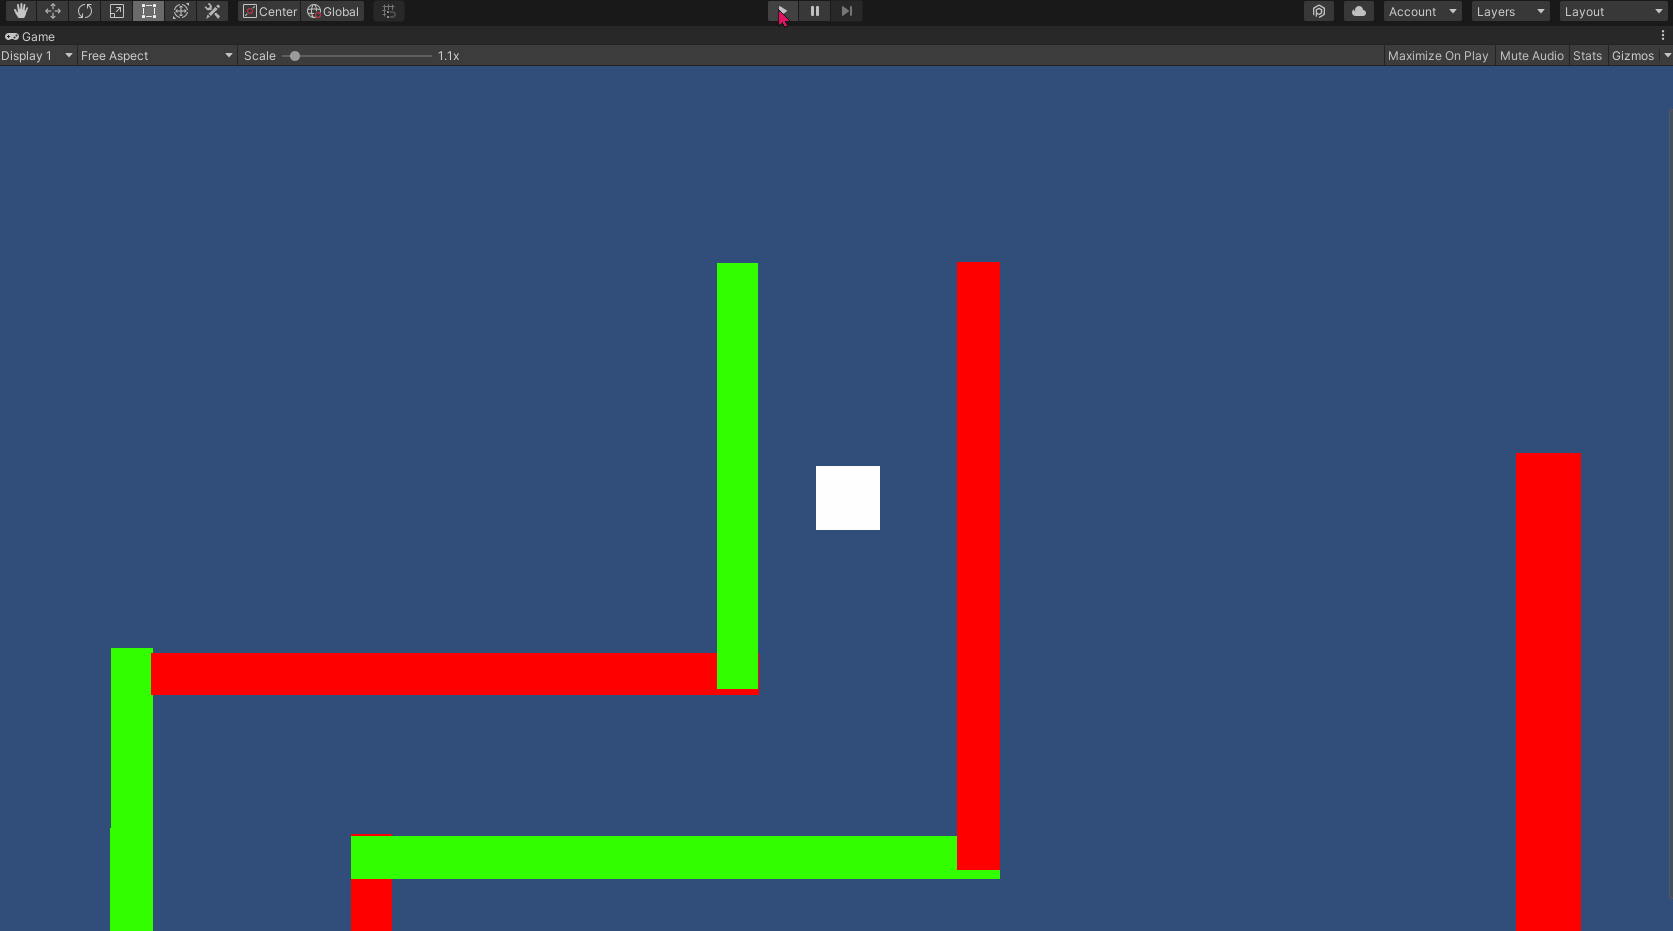 Center Global Account Layers Layout
Game
Display 1 Free Aspect Scale 1.1x Maximize On Play Mute Audio Stats Gizmos